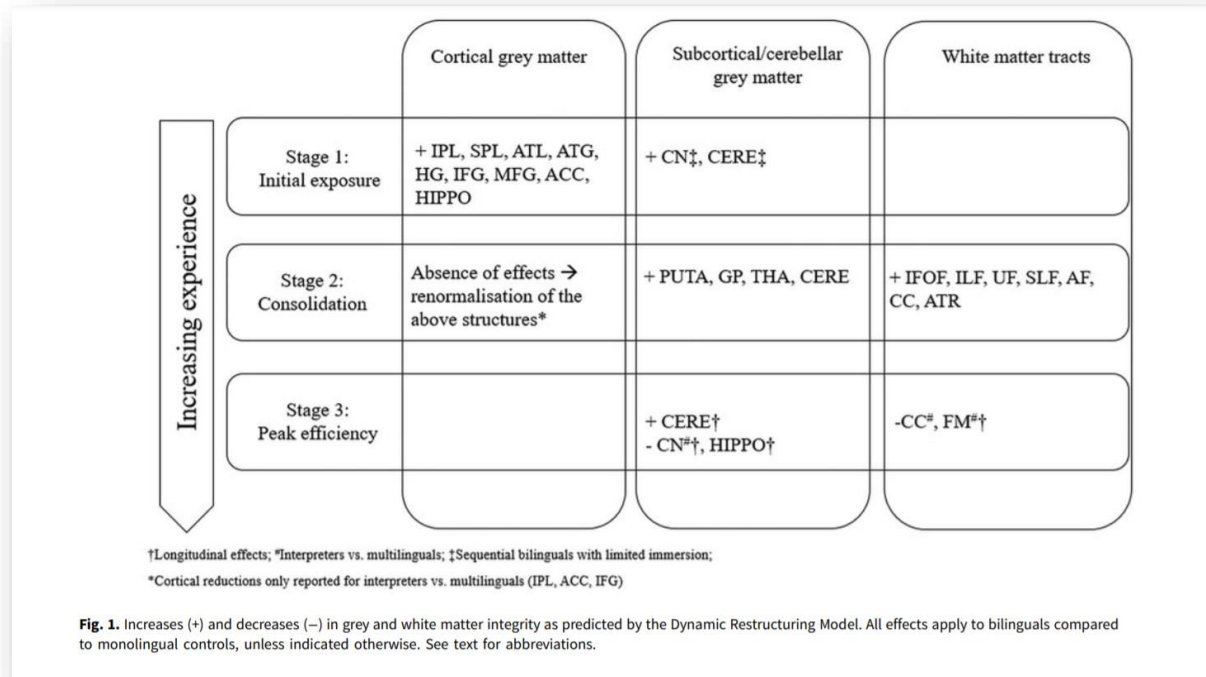 Cortical grey matter
Subcortical/cerebellar
grey matter
White matter tracts
Increasing experience
Stage 1:
Initial exposure
+ IPL, SPL, ATL, ATG,
HG, IFG, MFG, ACC,
HIPPO
+ CN‡, CERE‡
Stage 2:
Consolidation
Absence of effects →
renormalisation of the
above structures*
+ PUTA, GP, THA, CERE
+ IFOF, ILF, UF, SLF, AF,
CC, ATR
Stage 3:
Peak efficiency
+ CERE†
- CN#†, HIPPO†
-CC#, FM#†
†Longitudinal effects; #Interpreters vs. multilinguals; ‡Sequential bilinguals with limited immersion;
*Cortical reductions only reported for interpreters vs. multilinguals (IPL, ACC, IFG)
Fig. 1. Increases (+) and decreases (−) in grey and white matter integrity as predicted by the Dynamic Restructuring Model. All effects apply to bilinguals compared
to monolingual controls, unless indicated otherwise. See text for abbreviations.